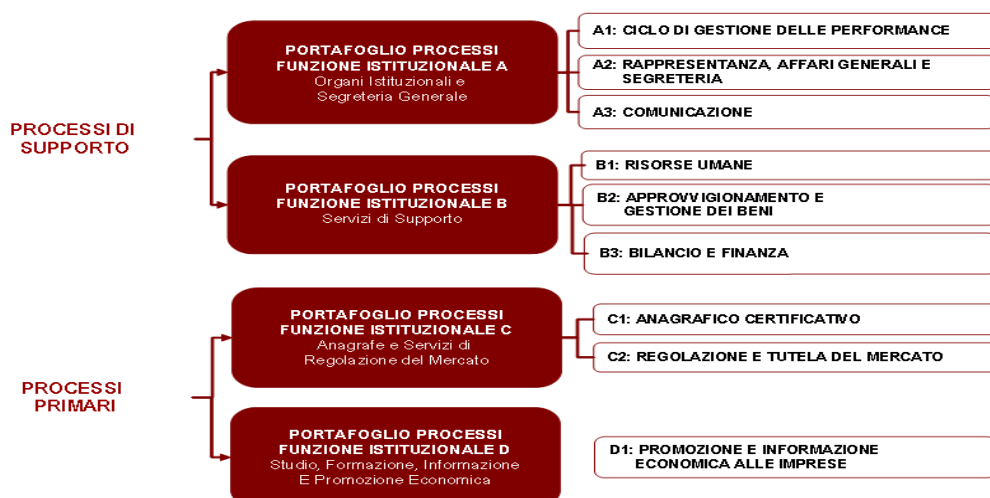 PROCESSI DI
SUPPORTO
PORTAFOGLIO PROCESSI
FUNZIONE ISTITUZIONALE A
Organi Istituzionali e
Segreteria Generale
A1: CICLO DI GESTIONE DELLE PERFORMANCE
A2: RAPPRESENTANZA, AFFARI GENERALI E
SEGRETERIA
A3: COMUNICAZIONE
PORTAFOGLIO PROCESSI
FUNZIONE ISTITUZIONALE B
Servizi di Supporto
B1: RISORSE UMANE
B2: APPROVVIGIONAMENTO E
GESTIONE DEI BENI
B3: BILANCIO E FINANZA
PROCESSI
PRIMARI
PORTAFOGLIO PROCESSI
FUNZIONE ISTITUZIONALE C
Anagrafe e Servizi di
Regolazione del Mercato
C1: ANAGRAFICO CERTIFICATIVO
C2: REGOLAZIONE E TUTELA DEL MERCATO
PORTAFOGLIO PROCESSI
FUNZIONE ISTITUZIONALE D
Studio, Formazione, Informazione
E Promozione Economica
D1: PROMOZIONE E INFORMAZIONE
ECONOMICA ALLE IMPRESE